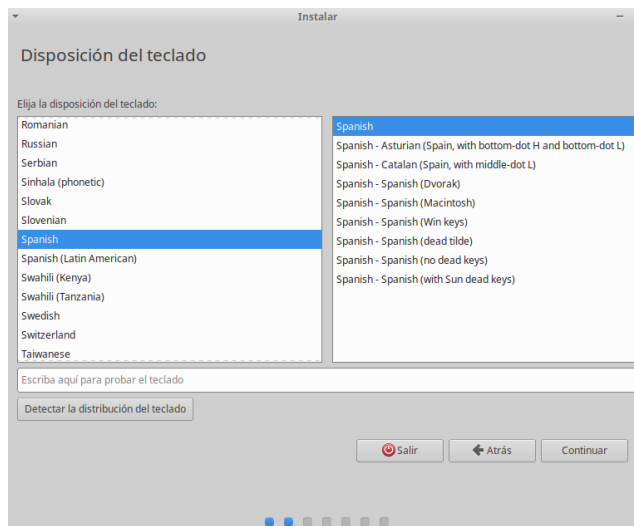 Instalar
Disposición del teclado
Elija la disposición del teclado:
Romanian
Russian
Serbian
Sinhala (phonetic)
Slovak
Slovenian
Spanish
Spanish (Latin American)
Swahili (Kenya)
Swahili (Tanzania)
Swedish
Switzerland
Taiwanese
Spanish
Spanish - Asturian (Spain, with bottom-dot H and bottom-dot L)
Spanish - Catalan (Spain, with middle-dot L)
Spanish - Spanish (Dvorak)
Spanish - Spanish (Macintosh)
Spanish - Spanish (Win keys)
Spanish - Spanish (dead tilde)
Spanish - Spanish (no dead keys)
Spanish - Spanish (with Sun dead keys)
Escriba aquí para probar el teclado
Detectar la distribución del teclado
Salir
Atrás
Continuar